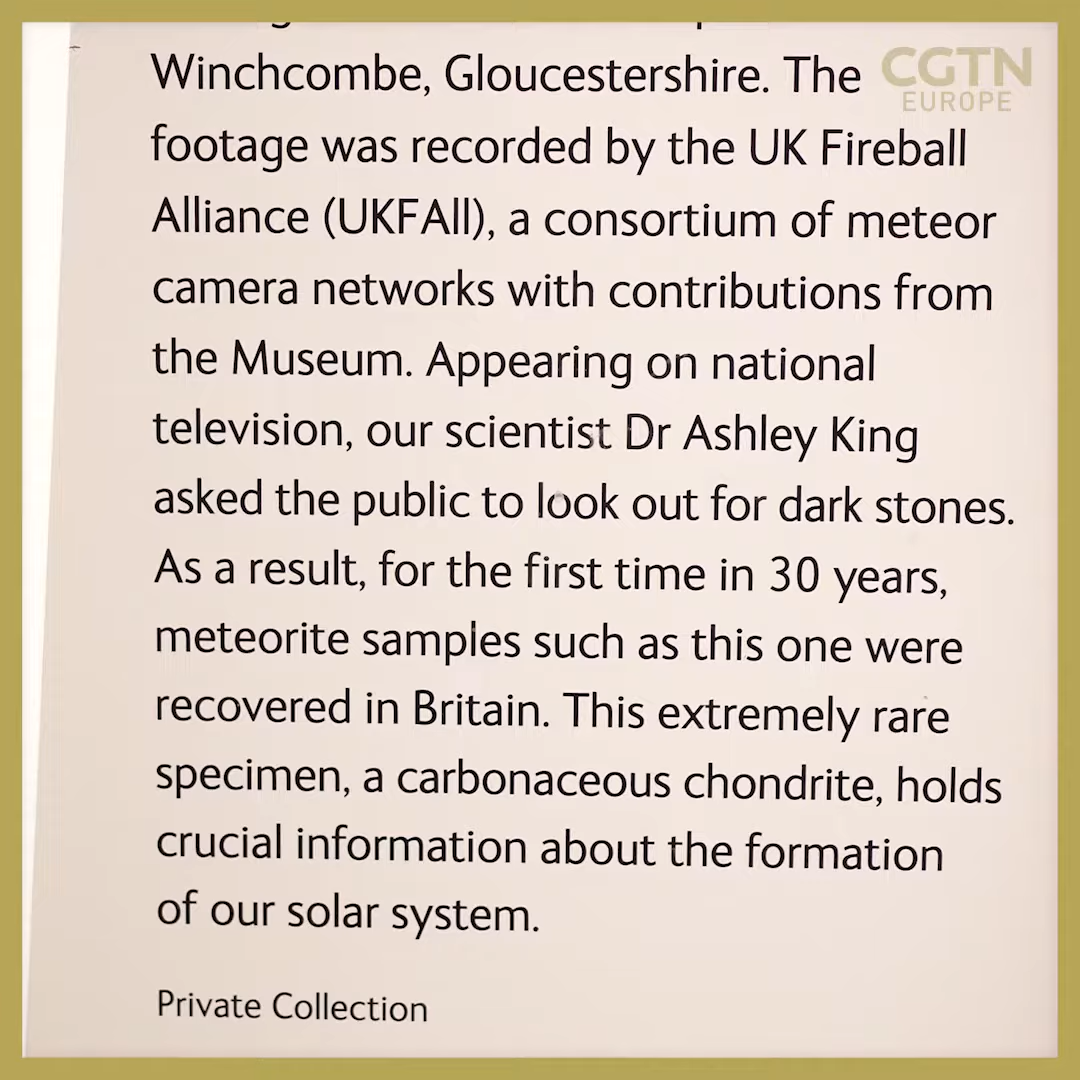 Winchcombe, Gloucestershire. The
footage was recorded by the UK Fireball
Alliance (UKFAll), a consortium of meteor
camera networks with contributions from
the Museum. Appearing on national
television, our scientist Dr Ashley King
asked the public to look out for dark stones.
As a result, for the first time in 30 years,
meteorite samples such as this one were
recovered in Britain. This extremely rare
specimen, a carbonaceous chondrite, holds
crucial information about the formation
of our solar system.
Private Collection
CGTN
EUROPE